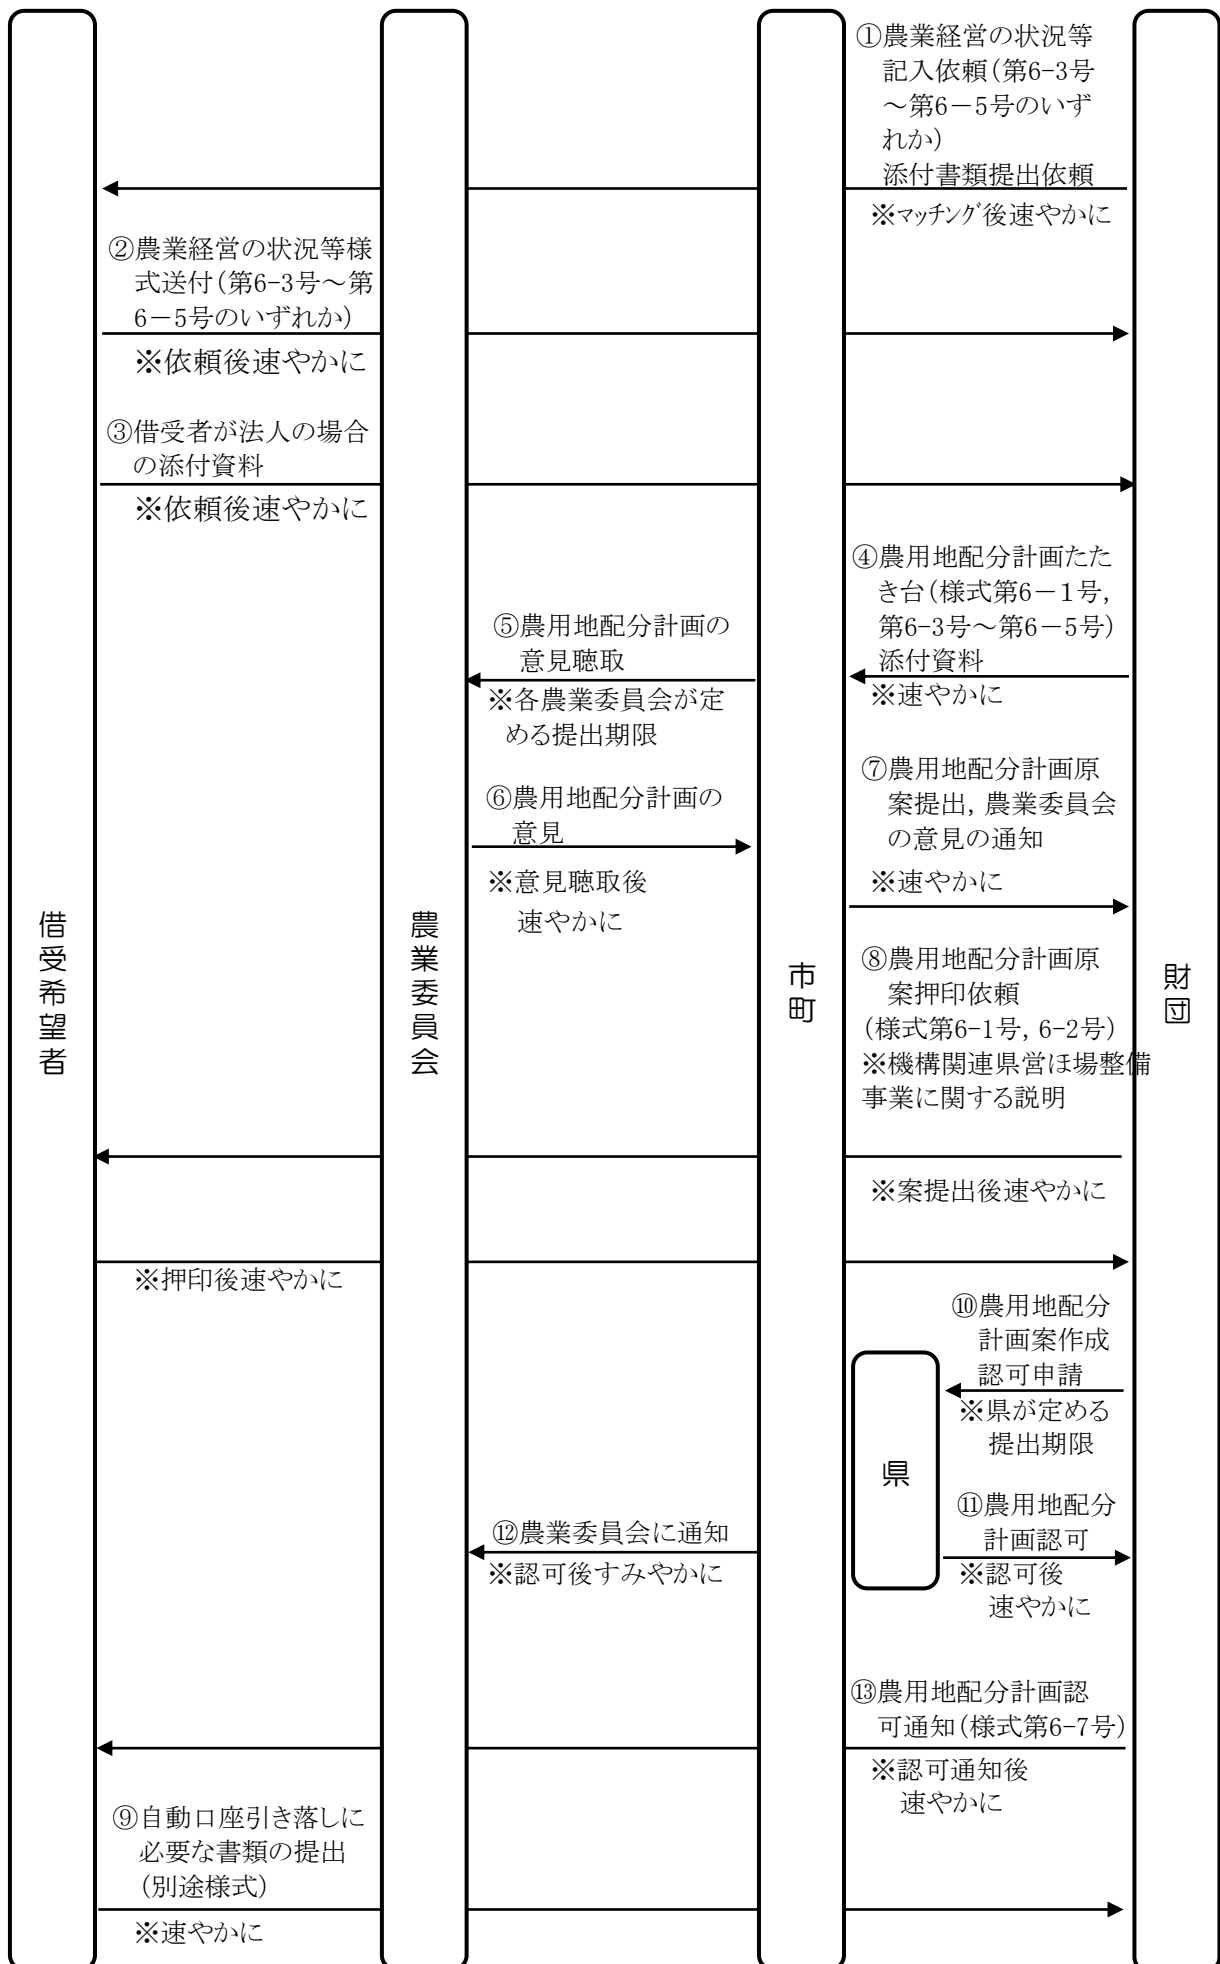 ①農業経営の状況等
記入依頼(第6-3号
～第6－5号のいず
れか)
添付書類提出依頼
※マッチング後速やかに
②農業経営の状況等様
式送付(第6-3号～第
6－5号のいずれか)
※依頼後速やかに
③借受者が法人の場合
の添付資料
※依頼後速やかに
④農用地配分計画たた
き台(様式第6－1号,
第6-3号～第6－5号)
添付資料
※速やかに
⑤農用地配分計画の
意見聴取
※各農業委員会が定
める提出期限
⑥農用地配分計画の
意見
※意見聴取後
速やかに
⑦農用地配分計画原
案提出, 農業委員会
の意見の通知
※速やかに
借受希望者
農業委員会
市町
財団
⑧農用地配分計画原
案押印依頼
(様式第6-1号, 6-2号)
※機構関連県営ほ場整備
事業に関する説明
※案提出後速やかに
※押印後速やかに
⑩農用地配分
計画案作成
認可申請
※県が定める
提出期限
県
⑪農用地配分
計画認可
※認可後
速やかに
⑫農業委員会に通知
※認可後すみやかに
⑬農用地配分計画認
可通知(様式第6-7号)
※認可通知後
速やかに
⑨自動口座引き落しに
必要な書類の提出
(別途様式)
※速やかに